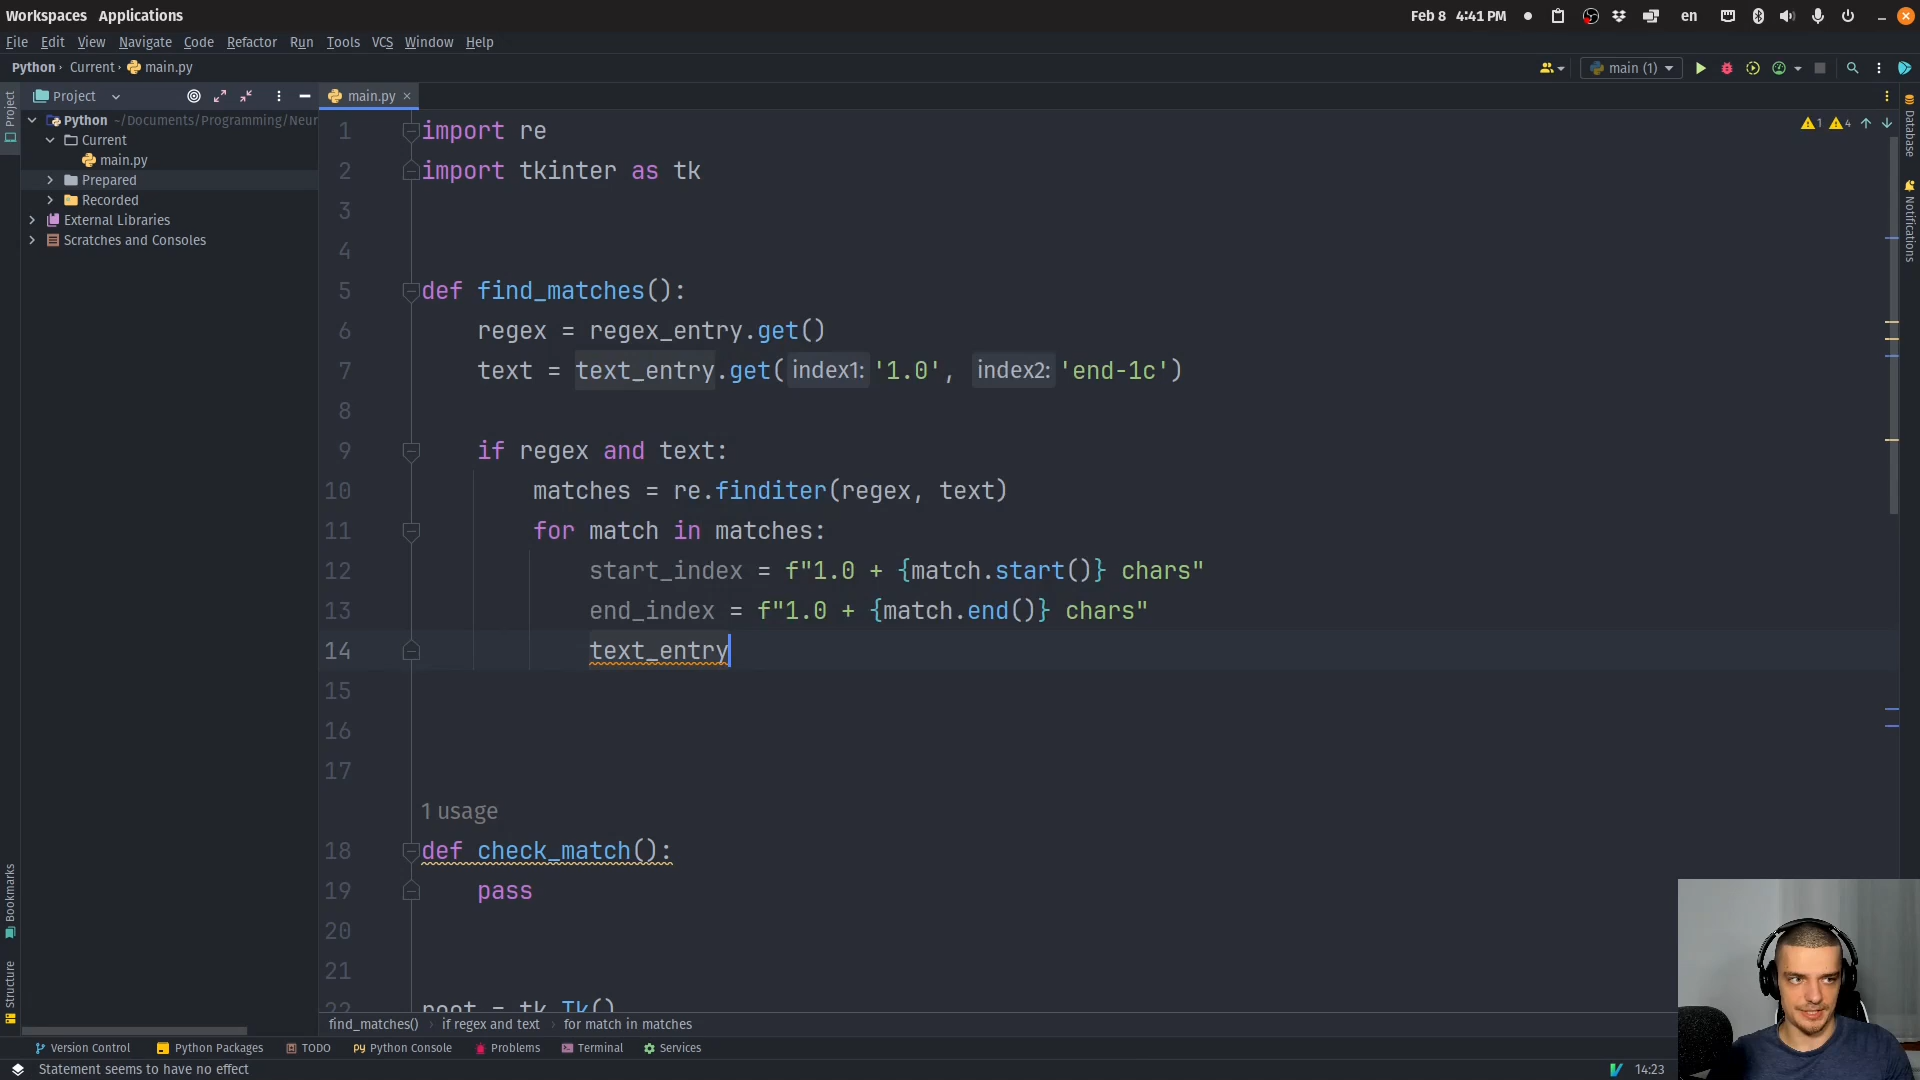 Workspaces Applications
Feb 8 4:41 PM
en
File Edit View Navigate Code Refactor Run Tools VCS Window Help
Python Current main.py
main (1)
Project
Project
main.py
Python ~/Documents/Programming/Neur
Current
main.py
Prepared
Recorded
External Libraries
Scratches and Consoles
1 4
Database
Notifications
1 import re
2 import tkinter as tk
3
4
5 def find_matches():
6 regex = regex_entry.get()
7 text = text_entry.get(index1: '1.0', index2: 'end-1c')
8
9 if regex and text:
10 matches = re.finditer(regex, text)
11 for match in matches:
12 start_index = f"1.0 + {match.start()} chars"
13 end_index = f"1.0 + {match.end()} chars"
14 text_entry
15
16
17
1 usage
18 def check_match():
19 pass
20
21
22 root = tk.Tk()
Bookmarks
Structure
find_matches() if regex and text for match in matches
Version Control Python Packages TODO Python Console Problems Terminal Services
Statement seems to have no effect
14:23